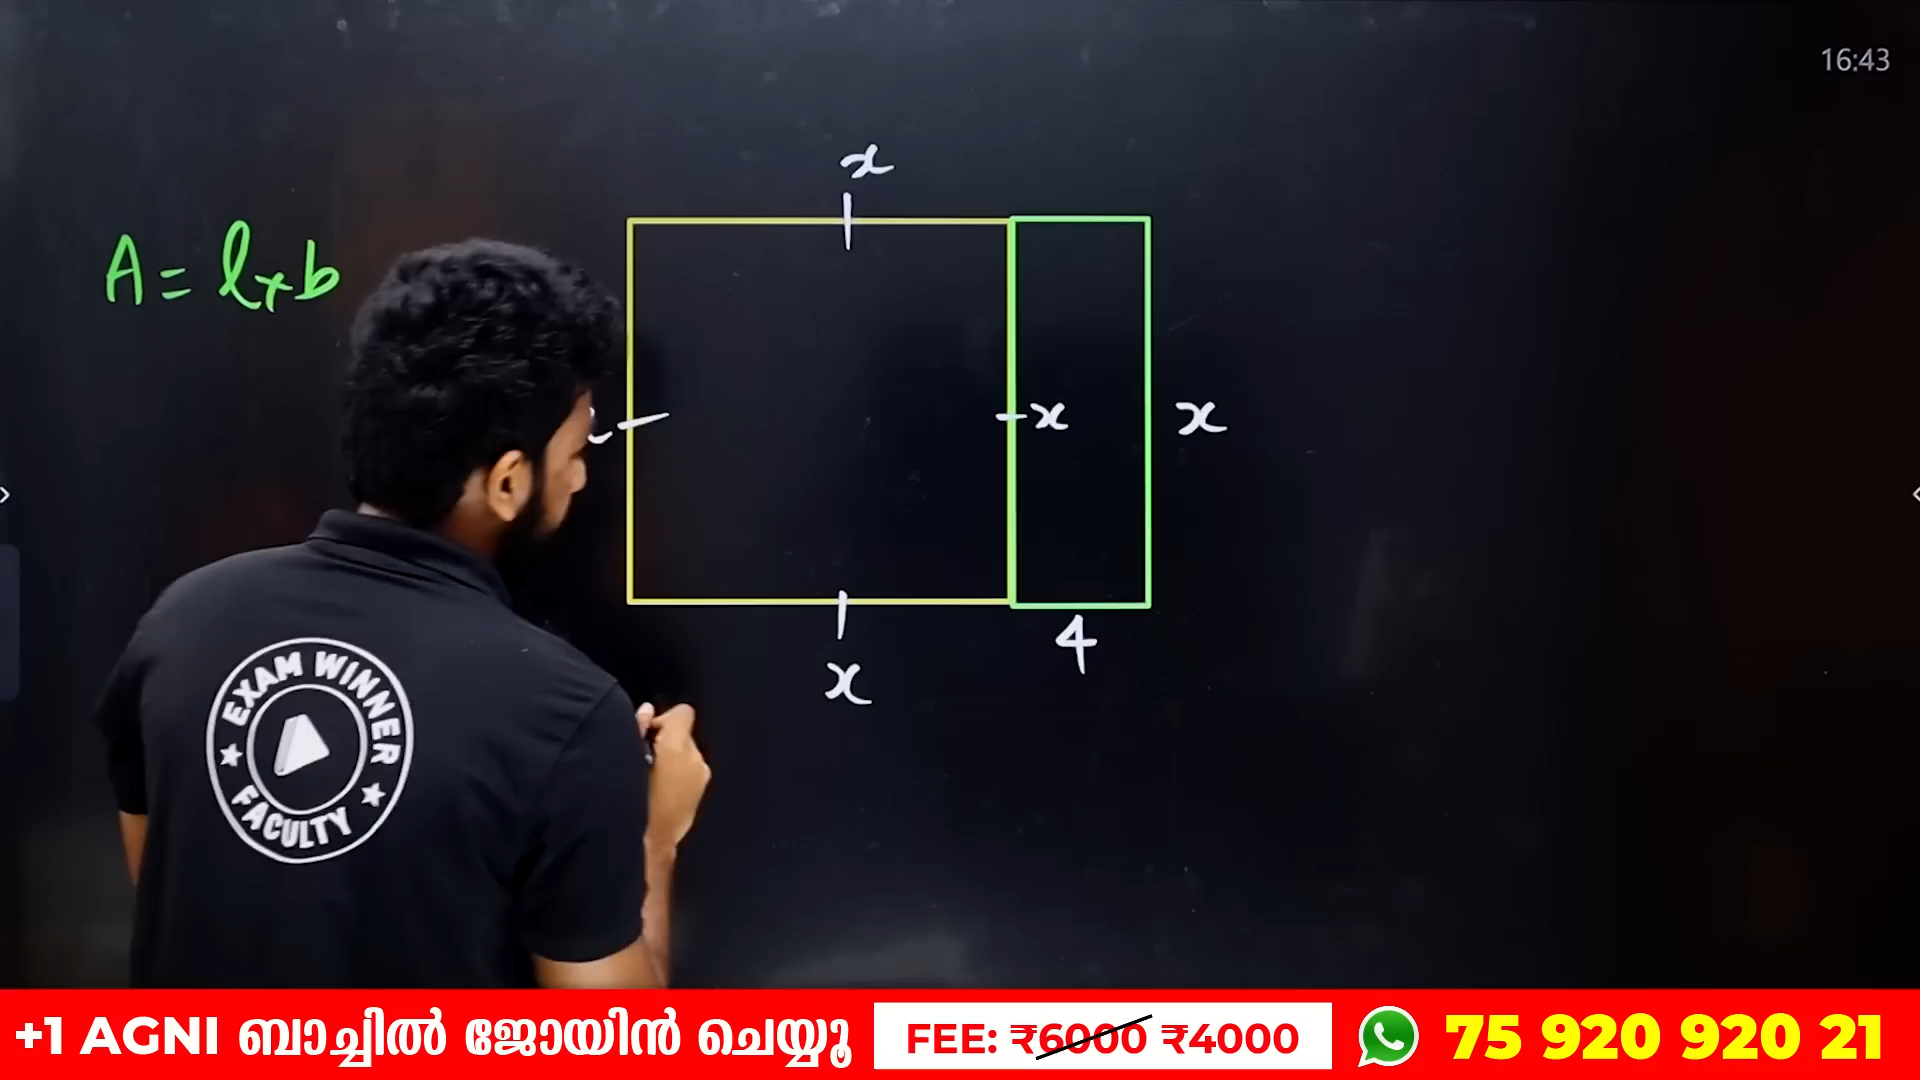 16:43
x
A = l x b
x
x
4
x
EXAM WINNER
FACULTY
+1 AGNI ബാച്ചിൽ ജോയിൻ ചെയ്യൂ
FEE: ₹6000 ₹4000
75 920 920 21